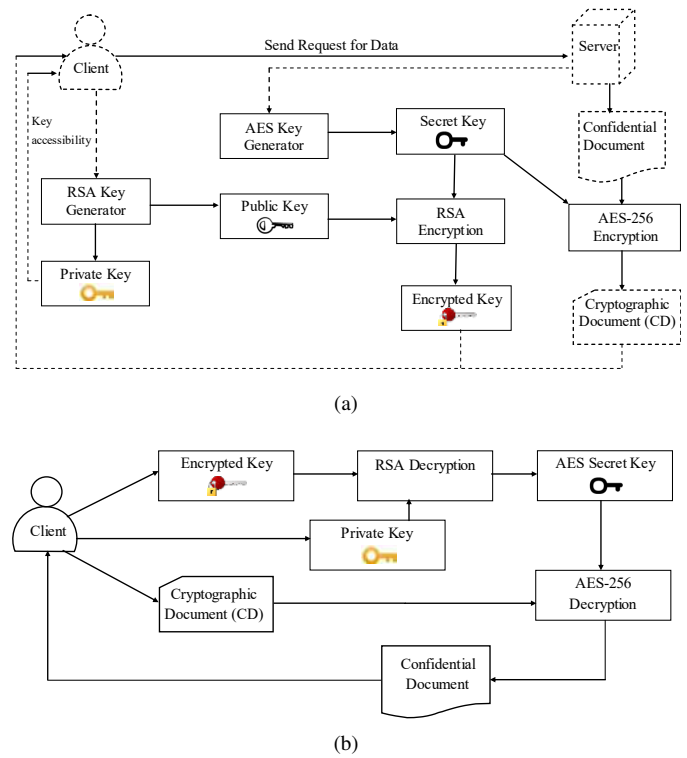 Send Request for Data
Client
Server
Key
accessibility
AES Key
Generator
Secret Key
Confidential
Document
RSA Key
Generator
Public Key
RSA
Encryption
AES-256
Encryption
Private Key
Encrypted Key
Cryptographic
Document (CD)
(a)
Encrypted Key
RSA Decryption
AES Secret Key
Client
Private Key
Cryptographic
Document (CD)
AES-256
Decryption
Confidential
Document
(b)